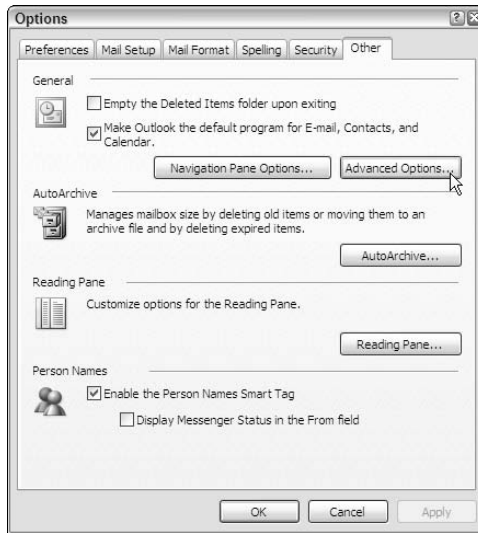 Options
Preferences Mail Setup Mail Format Spelling Security Other
General
Empty the Deleted Items folder upon exiting
Make Outlook the default program for E-mail, Contacts, and
Calendar.
Navigation Pane Options... Advanced Options...
AutoArchive
Manages mailbox size by deleting old items or moving them to an
archive file and by deleting expired items.
AutoArchive...
Reading Pane
Customize options for the Reading Pane.
Reading Pane...
Person Names
Enable the Person Names Smart Tag
Display Messenger Status in the From field
OK Cancel Apply